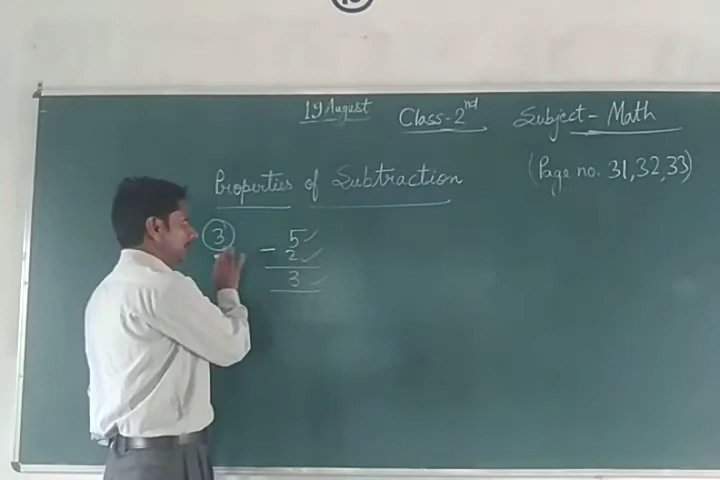 19 August Class-2nd Subject - Math
(Page no. 31,32,33)
Properties of Subtraction
3 5 ✓
- 2 ✓
3 ✓